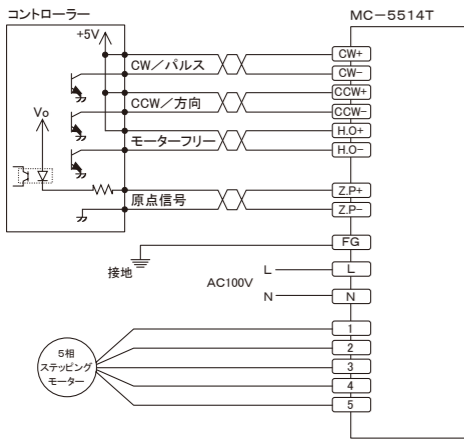 コントローラー
MC−5514T
+5V
CW+
CW／パルス
CW-
CCW+
CCW／方向
CCW-
Vo
H.O+
モーターフリー
H.O-
Z.P+
原点信号
Z.P-
FG
接地
AC100V
L
L
N
N
1
2
3
4
5
5相
ステッピング
モーター